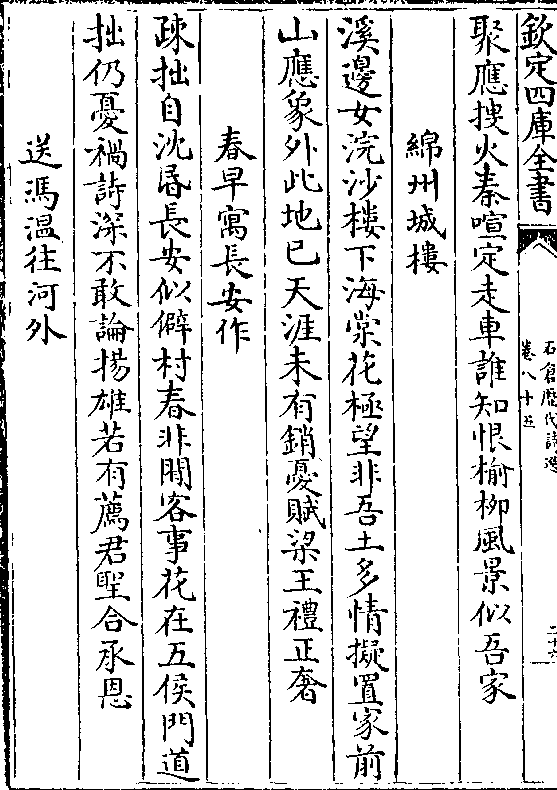 欽定四庫全書
石倉歷代詩選
卷八十五
二十六
聚應搜火秦喧定走車誰知恨榆柳風景似吾家
綿州城樓
溪邊女浣沙樓下海棠花極望非吾土多情擬置家前
山應象外此地已天涯未有銷憂賦梁王禮正奢
春早寓長安作
疎拙自沈昬長安似僻村春非閑客事花在五侯門道
拙仍憂禍詩深不敢論揚雄若有薦君聖合承恩
送馮溫往河外